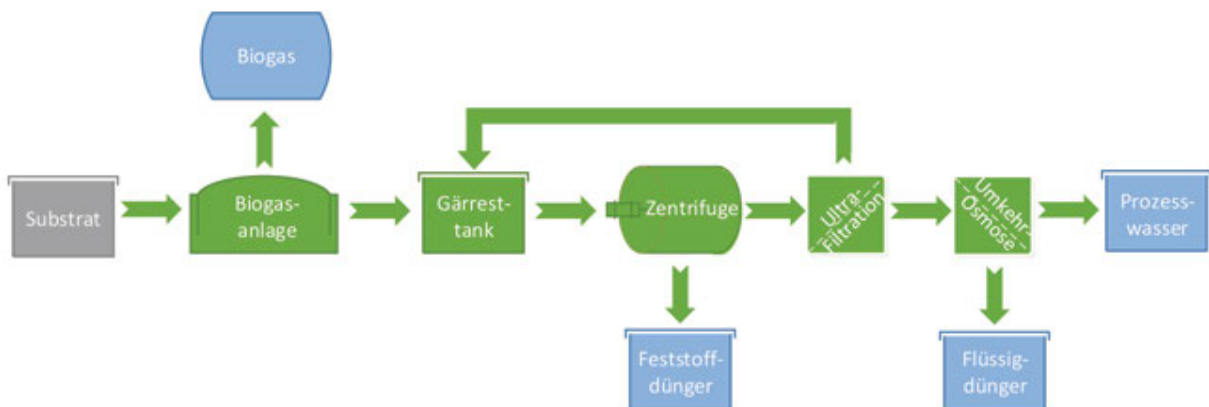 Biogas
Substrat
Biogas-
anlage
Gärrest-
tank
Zentrifuge
Ultra-
Filtration
Umkehr-
Osmose
Prozess-
wasser
Feststoff-
dünger
Flüssig-
dünger